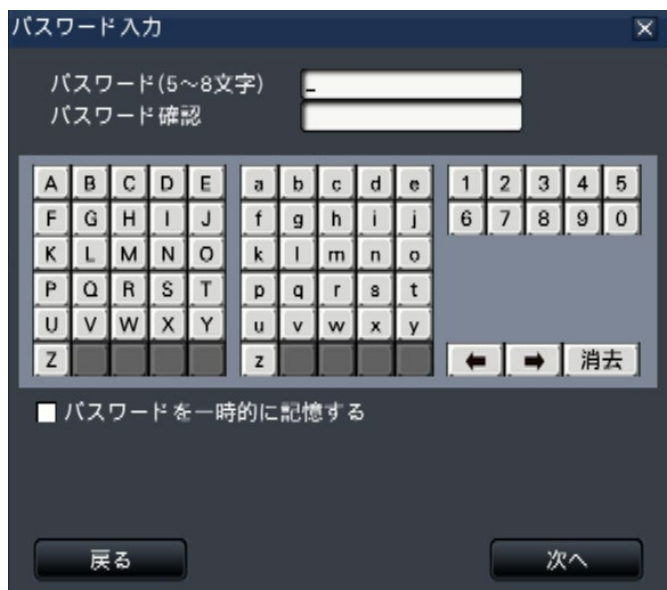 パスワード入力
パスワード(5~8文字)
パスワード確認
A B C D E a b c d e 1 2 3 4 5
F G H I J f g h i j 6 7 8 9 0
K L M N O k l m n o
P Q R S T p q r s t
U V W X Y u v w x y
Z z ← → 消去
パスワードを一時的に記憶する
戻る 次へ